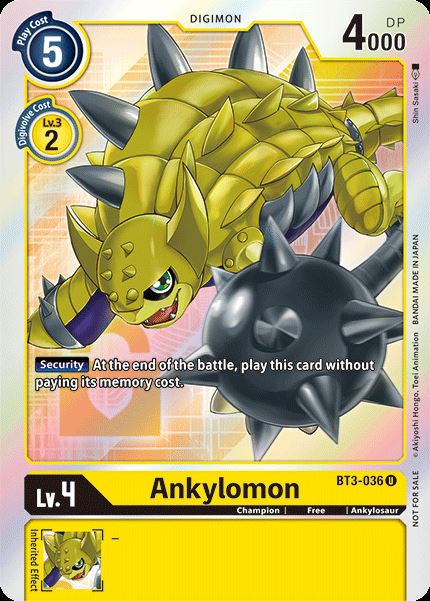 Play Cost
5
DIGIMON
DP
4000
Digivolve Cost
Lv.3
2
Shin Sasaki
Security At the end of the battle, play this card without
paying its memory cost.
© Akiyoshi Hongo, Toei Animation BANDAI MADE IN JAPAN
NOT FOR SALE
Lv.4
Ankylomon
BT3-036 U
Champion | Free | Ankylosaur
Inherited Effect
–